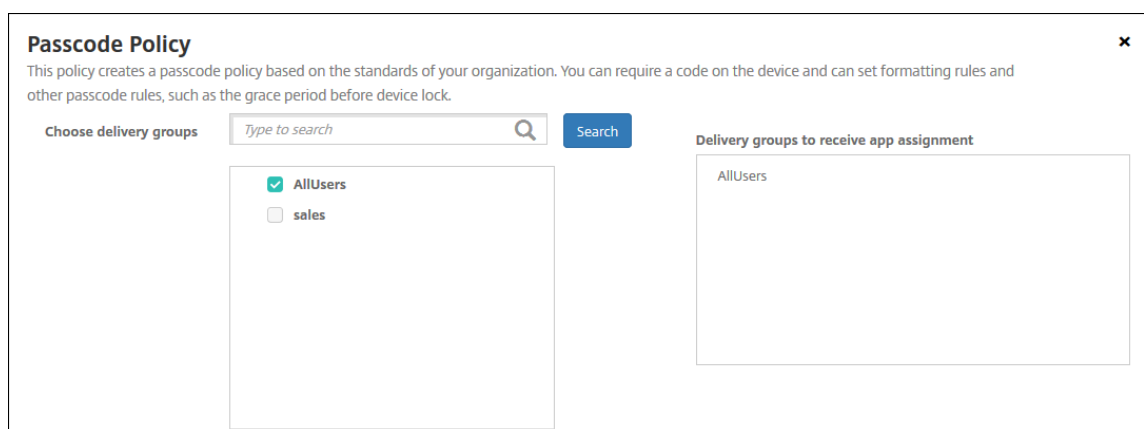 Passcode Policy
This policy creates a passcode policy based on the standards of your organization. You can require a code on the device and can set formatting rules and
other passcode rules, such as the grace period before device lock.
Choose delivery groups
Type to search
Search
AllUsers
sales
Delivery groups to receive app assignment
AllUsers